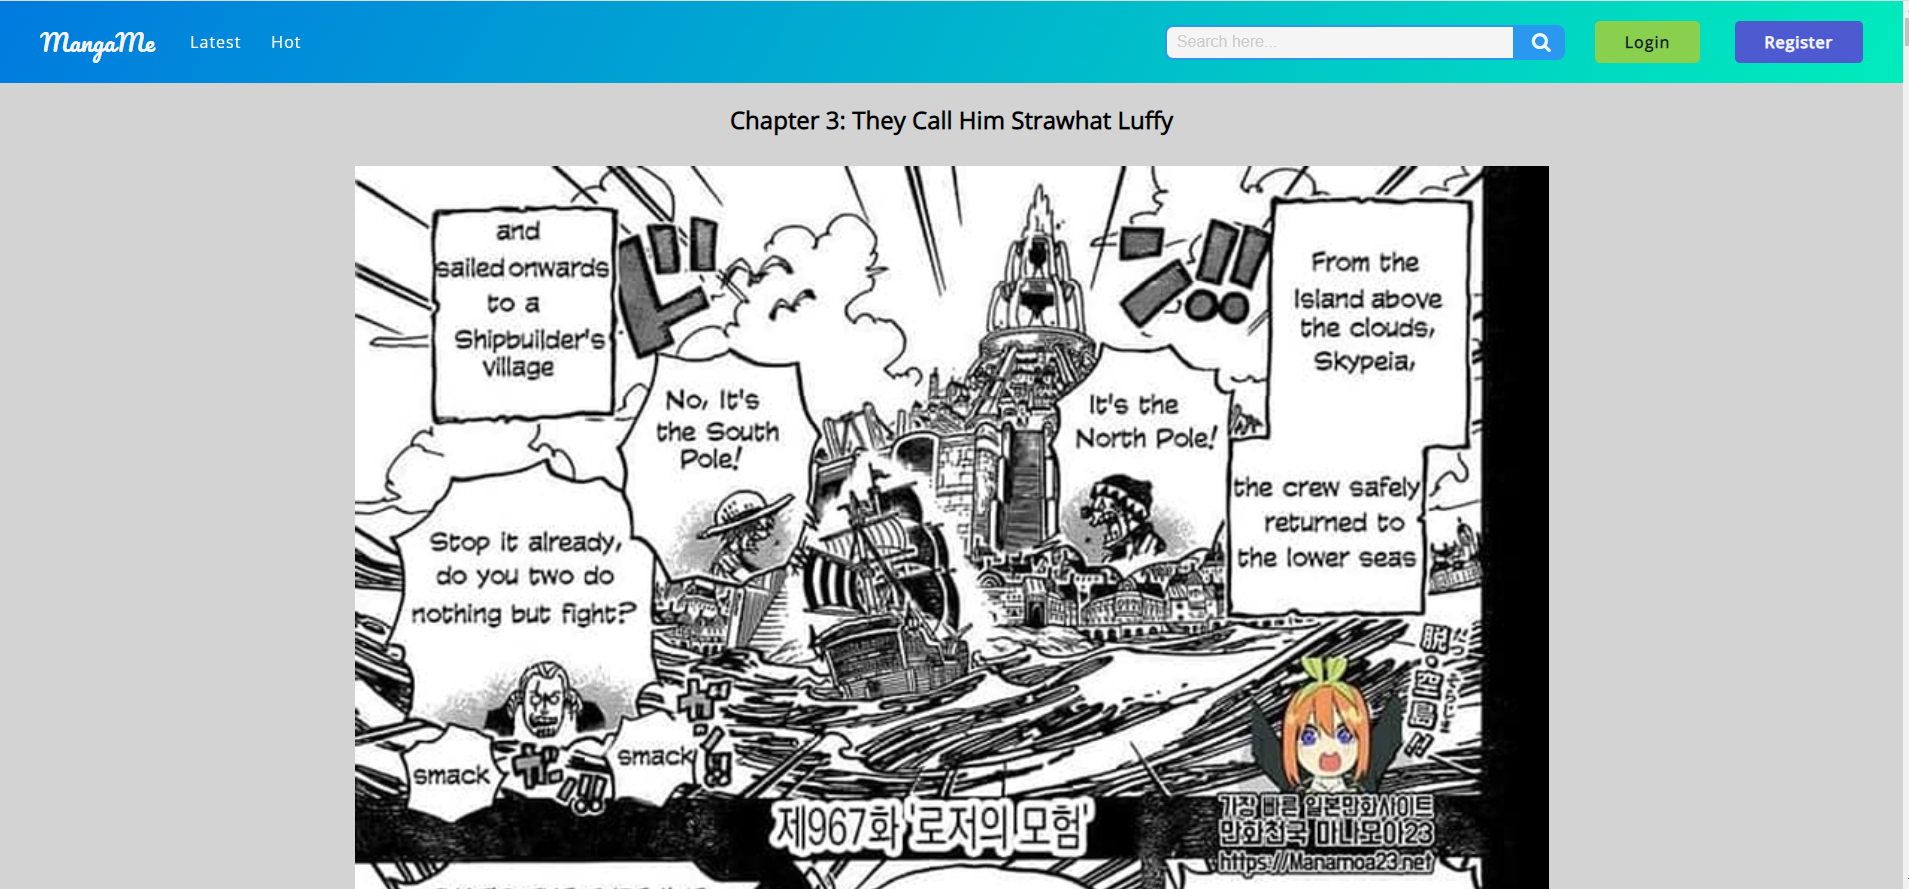 MangaMe
Latest
Hot
Search here...
Login
Register
Chapter 3: They Call Him Strawhat Luffy
From the
Island above
the clouds,
Skypeia,
the crew safely
returned to
the lower seas
and
sailed onwards
to a
Shipbuilder's
village
ド
ン!!
It's the
North Pole!
No, It's
the South
Pole!
Stop it already,
do you two do
nothing but fight?
smack
smack
제967화 '로저의 모험'
가장 빠른 일본만화사이트
만화천국 마나모아23
https://Manamoa23.net